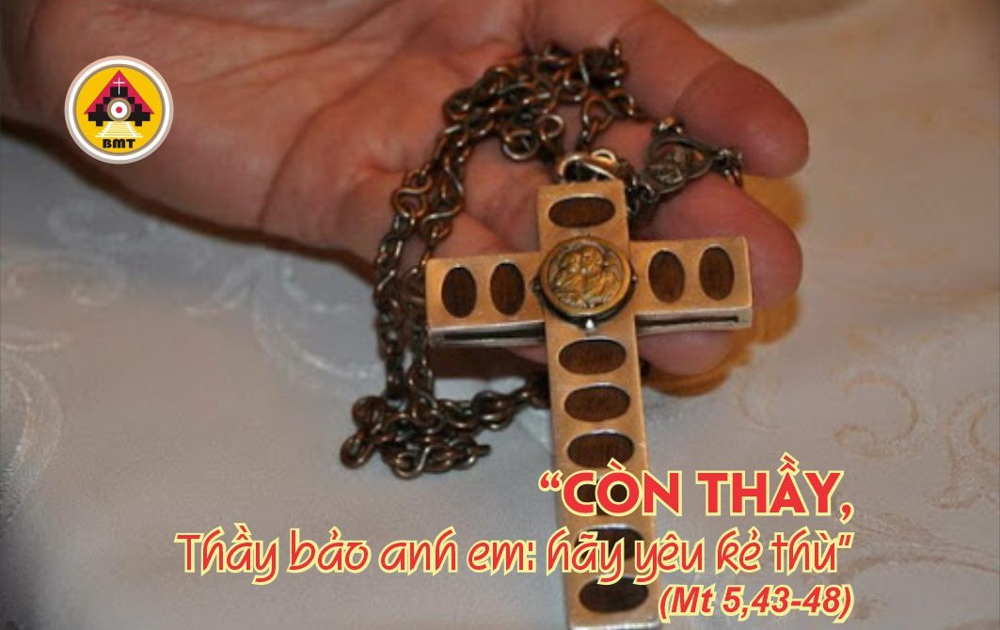 BMT
“CÒN THẦY,
Thầy bảo anh em: hãy yêu kẻ thù”
(Mt 5,43-48)